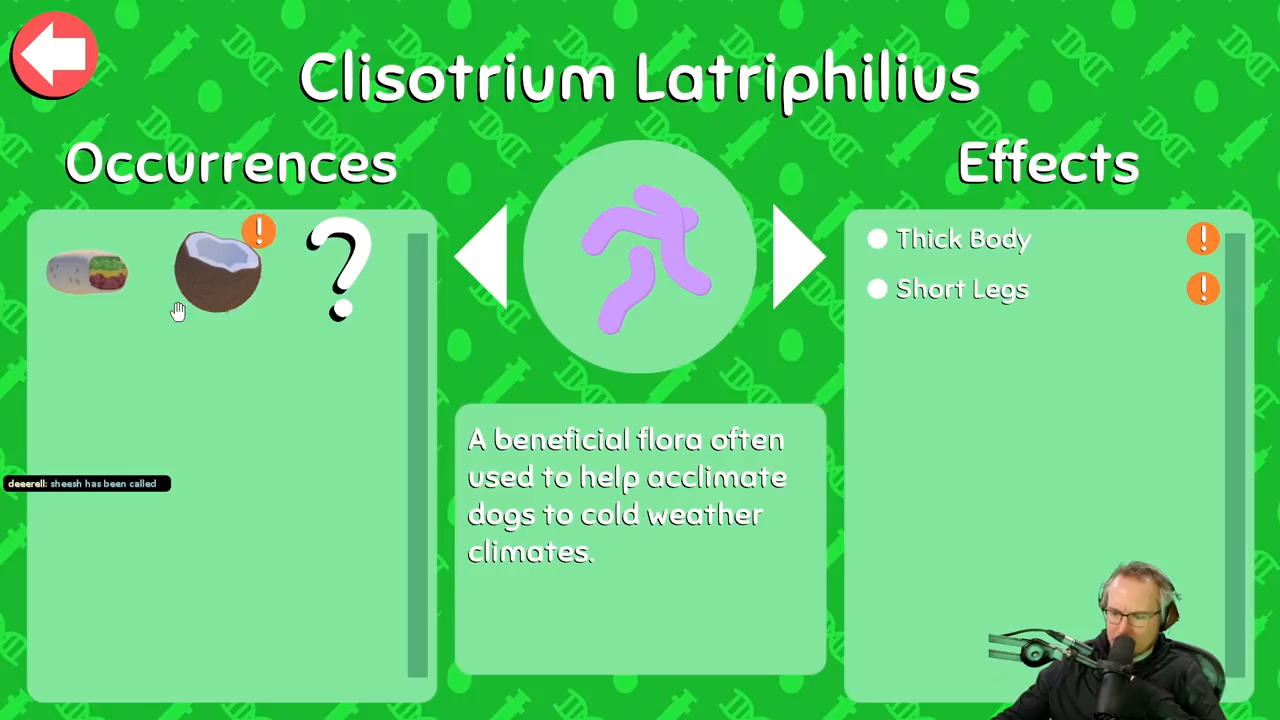 Clisotrium Latriphilius
Occurrences
Effects
!
?
Thick Body !
Short Legs !
A beneficial flora often
used to help acclimate
dogs to cold weather
climates.
deeerell: sheesh has been called